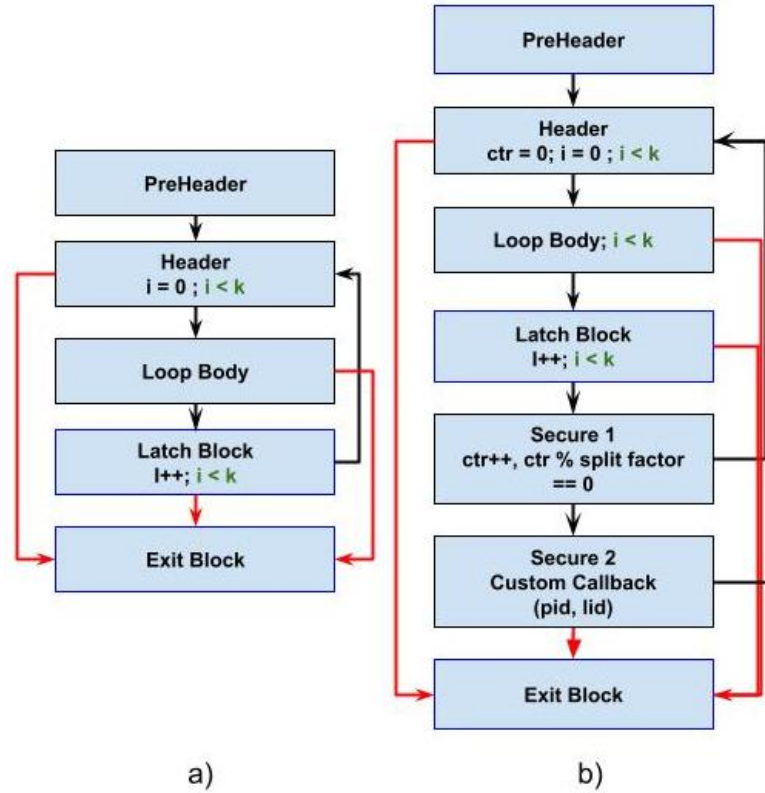 PreHeader
Header
i = 0 ; i < k
Loop Body
Latch Block
I++; i < k
Exit Block
a)
PreHeader
Header
ctr = 0; i = 0 ; i < k
Loop Body; i < k
Latch Block
I++; i < k
Secure 1
ctr++, ctr % split factor
== 0
Secure 2
Custom Callback
(pid, lid)
Exit Block
b)